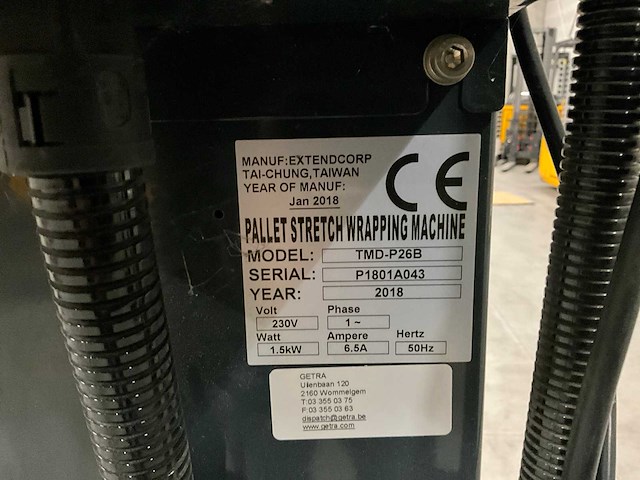 MANUF:EXTENDCORP
TAI-CHUNG,TAIWAN
YEAR OF MANUF:
Jan 2018
CE
PALLET STRETCH WRAPPING MACHINE
MODEL: TMD-P26B
SERIAL: P1801A043
YEAR: 2018
Volt Phase
230V 1~
Watt Ampere Hertz
1.5kW 6.5A 50Hz
GETRA
Uilenbaan 120
2160 Wommelgem
T:03 355 03 75
F:03 355 03 63
dispatch@getra.be
www.getra.com